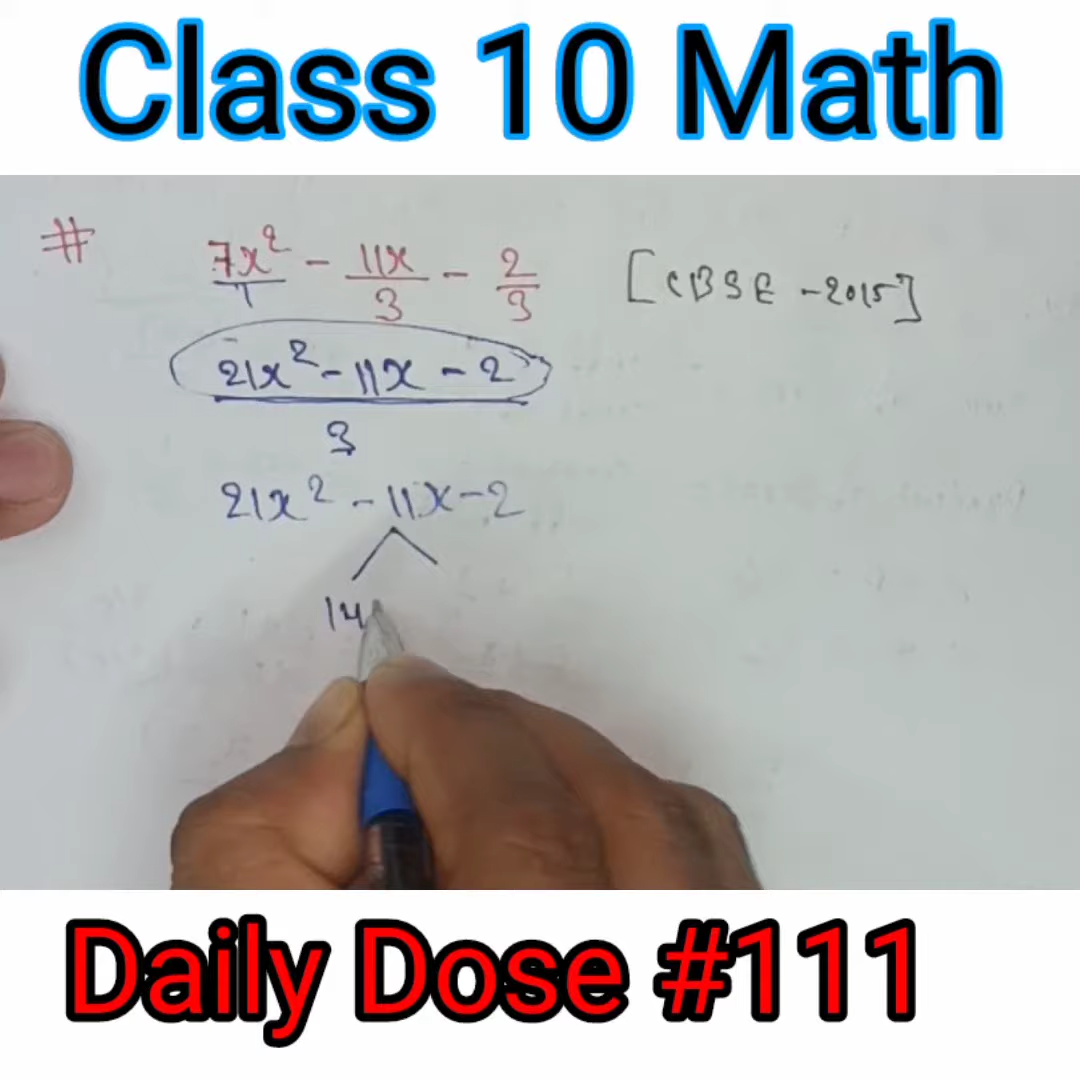 Class 10 Math
# 7x²/1 - 11x/3 - 2/3 [CBSE - 2015]
21x² - 11x - 2
3
21x² - 11x - 2
14
Daily Dose #111